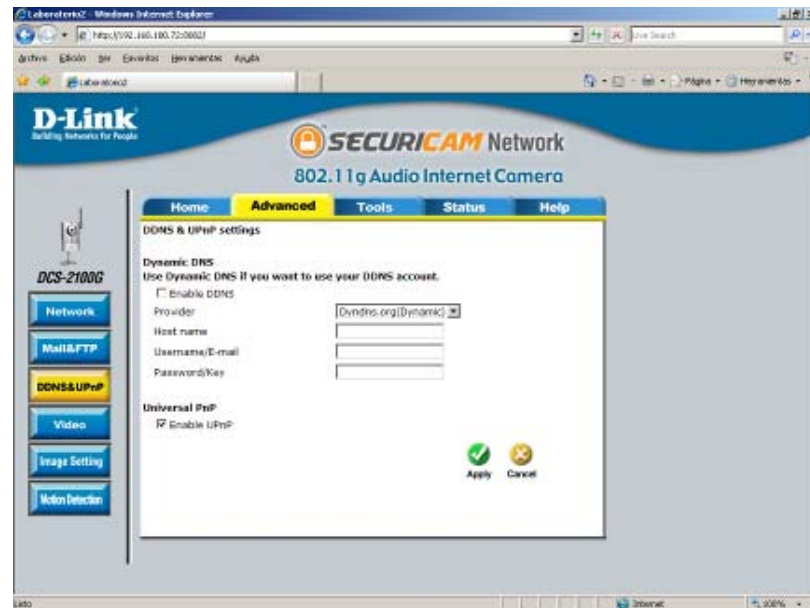 Laboratorio2 - Windows Internet Explorer
Live Search
Archivo Edición Ver Favoritos Herramientas Ayuda
Laboratorio2
Página Herramientas
D-Link
Building Networks for People
SECURICAM Network
802.11g Audio Internet Camera
Home Advanced Tools Status Help
DCS-2100G
Network
Mail&FTP
DDNS&UPnP
Video
Image Setting
Motion Detection
DDNS & UPnP settings
Dynamic DNS
Use Dynamic DNS if you want to use your DDNS account.
Enable DDNS
Provider Dyndns.org(Dynamic)
Host name
Username/E-mail
Password/Key
Universal PnP
Enable UPnP
Apply Cancel
Listo Internet 100%